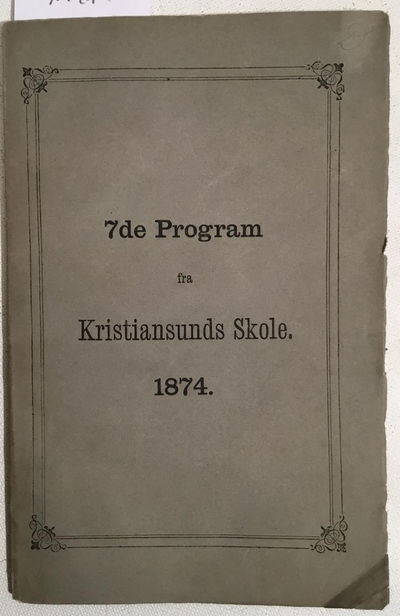 7de Program
fra
Kristiansunds Skole.
1874.